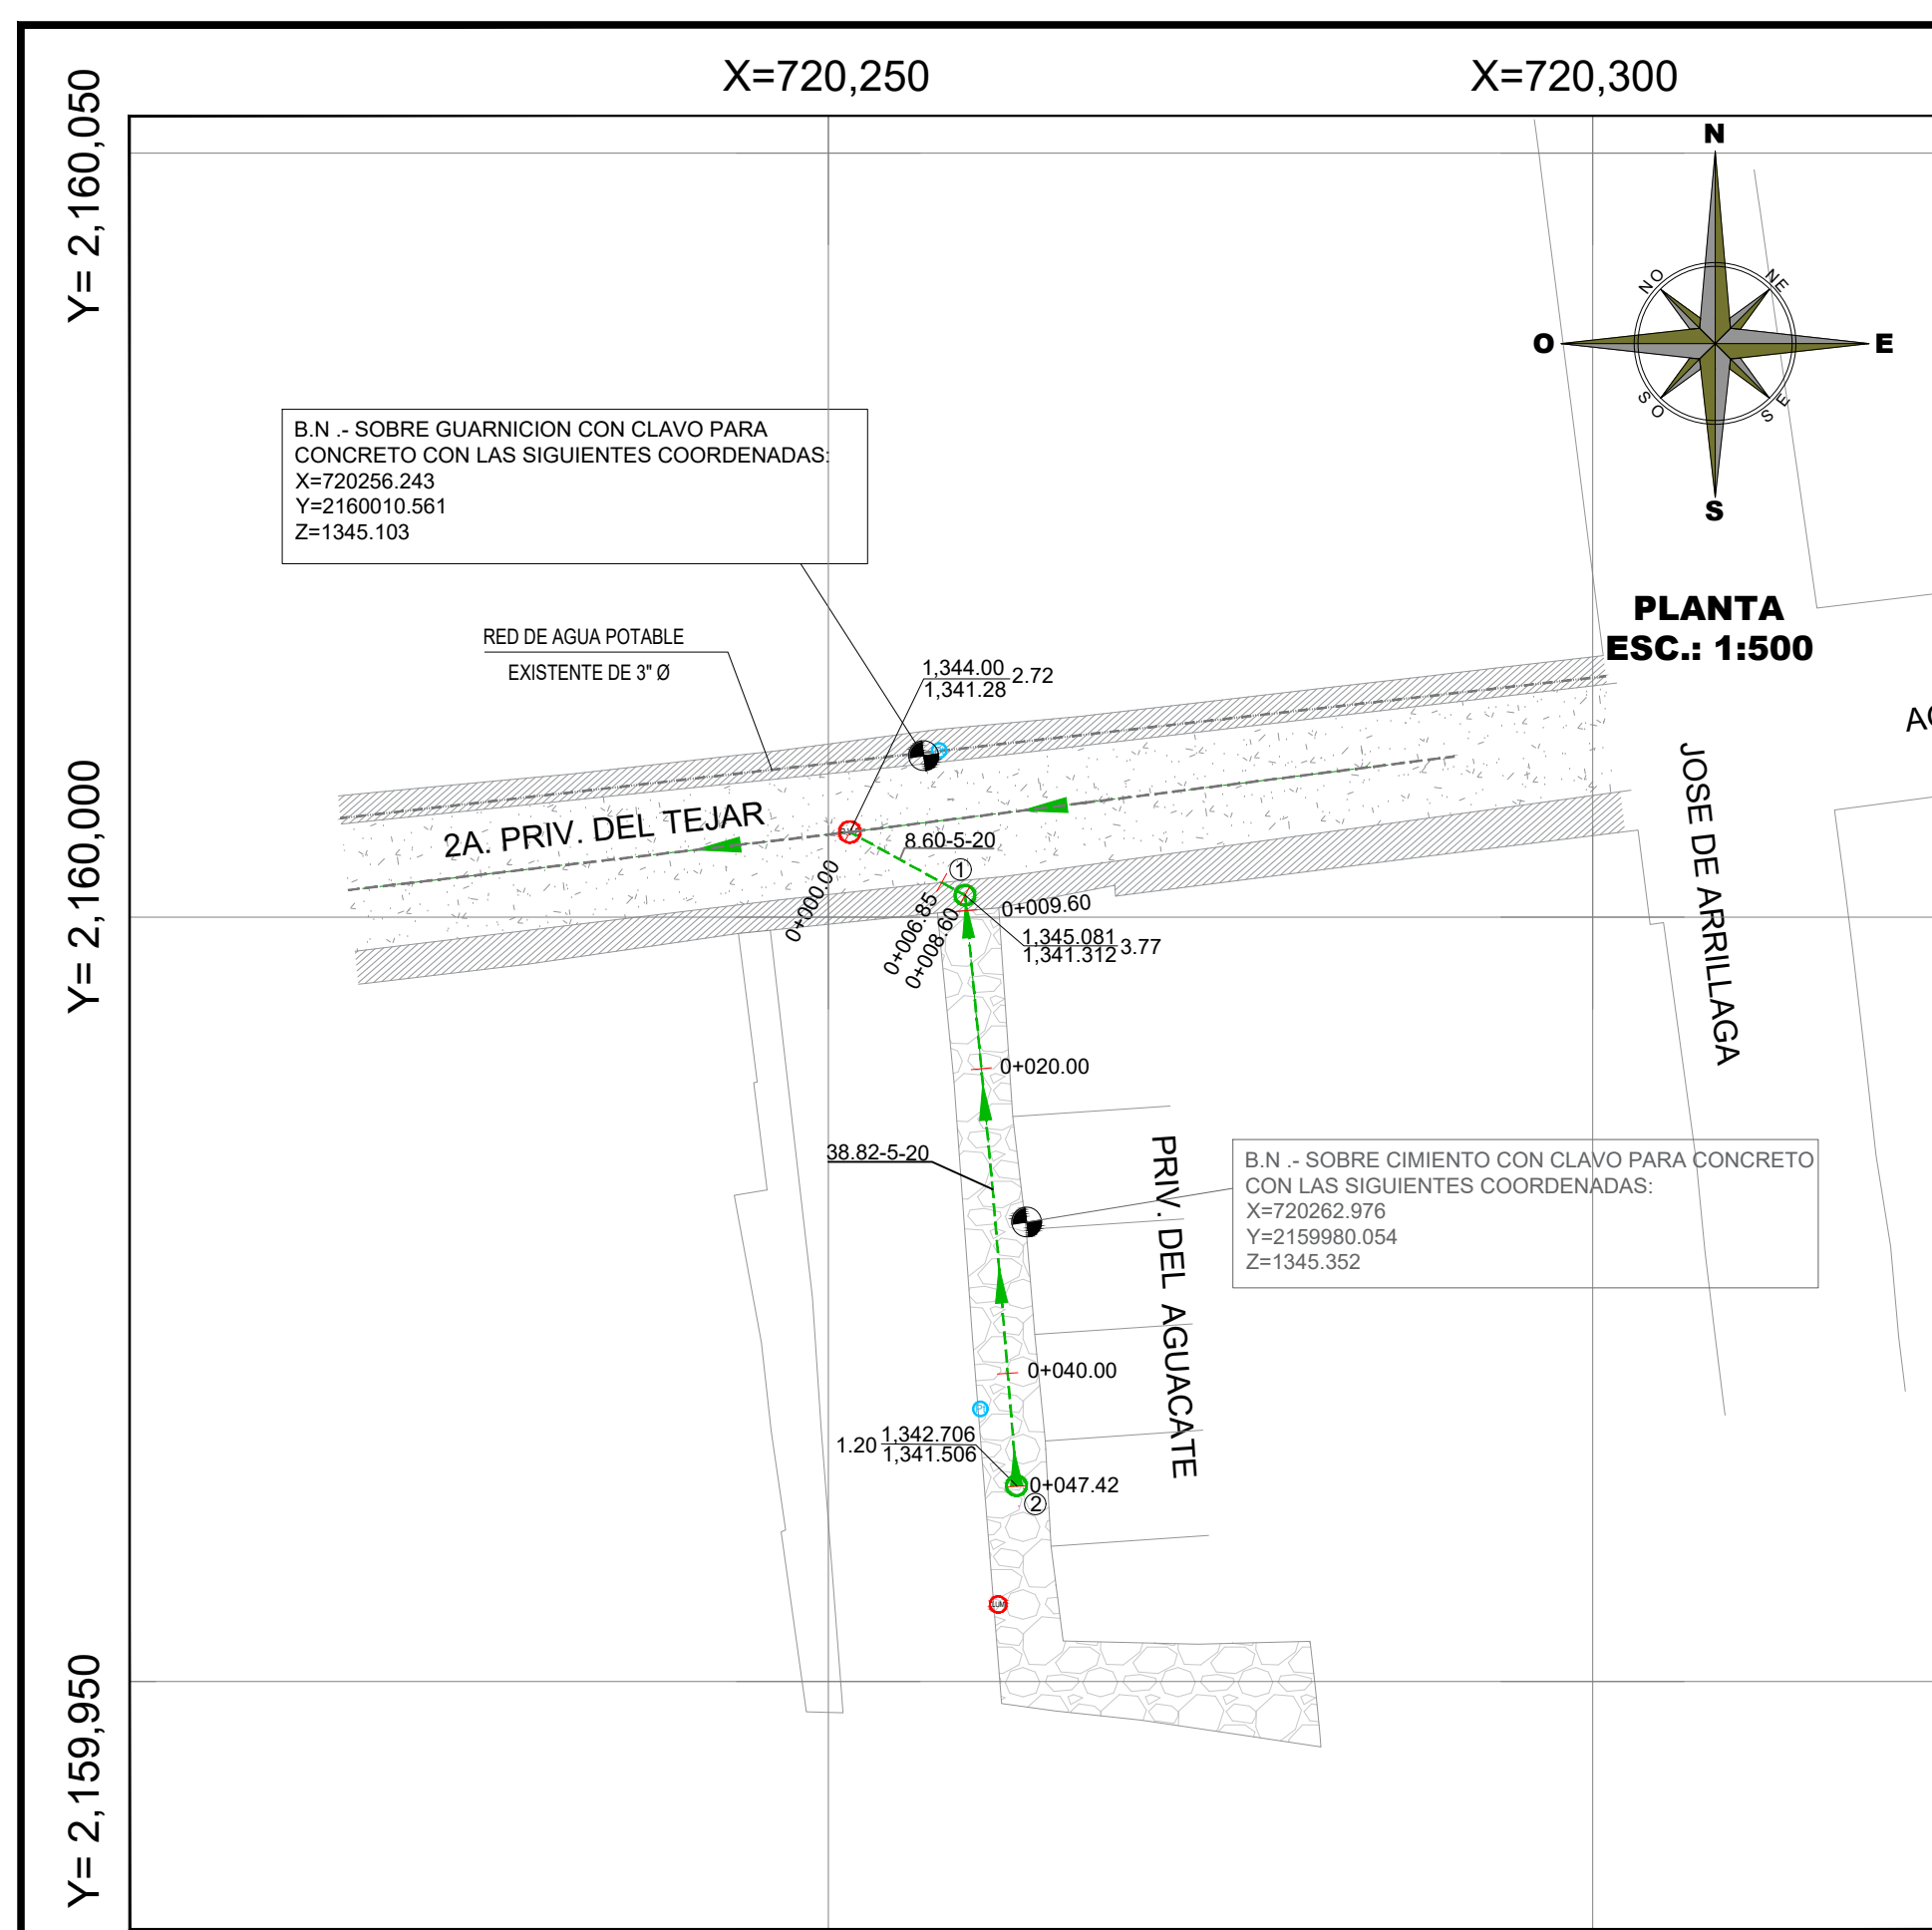 X=720,250
X=720,300
Y= 2,160,050
Y= 2,160,000
Y= 2,159,950
N
NO
NE
O
E
SO
SE
S
PLANTA
ESC.: 1:500
B.N .- SOBRE GUARNICION CON CLAVO PARA
CONCRETO CON LAS SIGUIENTES COORDENADAS:
X=720256.243
Y=2160010.561
Z=1345.103
RED DE AGUA POTABLE
EXISTENTE DE 3" Ø
1,344.00
1,341.28
2.72
2A. PRIV. DEL TEJAR
8.60-5-20
1
0+000.00
0+006.85
0+008.60
0+009.60
1,345.081
1,341.312
3.77
0+020.00
38.82-5-20
JOSE DE ARRILLAGA
PRIV. DEL AGUACATE
B.N .- SOBRE CIMIENTO CON CLAVO PARA CONCRETO
CON LAS SIGUIENTES COORDENADAS:
X=720262.976
Y=2159980.054
Z=1345.352
0+040.00
1.20
1,342.706
1,341.506
0+047.42
2
LUM